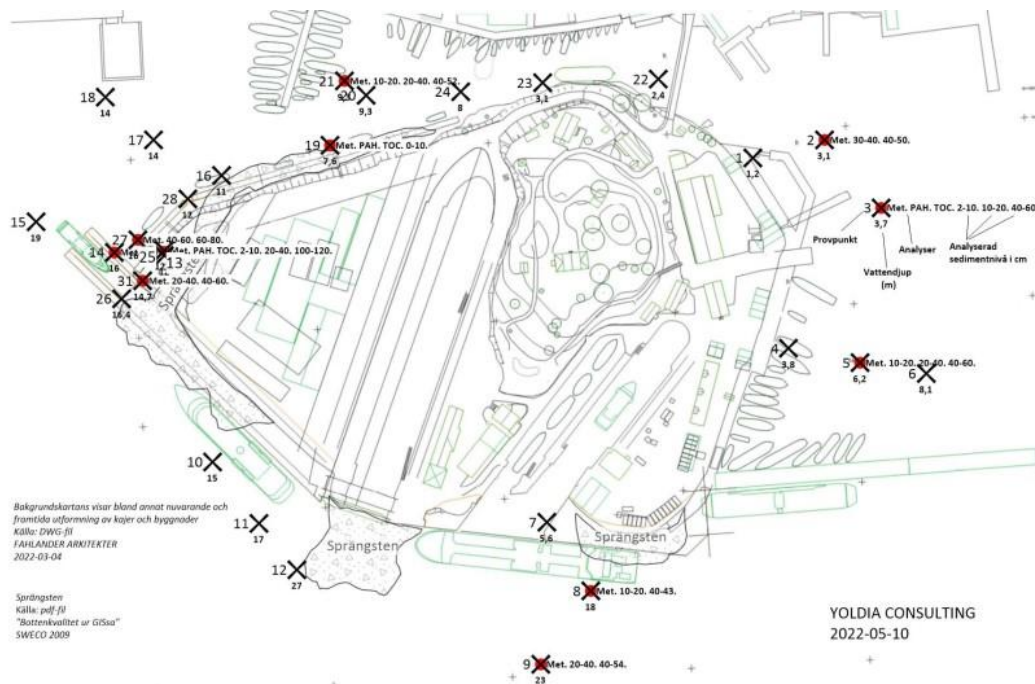 21 Met. 10-20. 20-40. 40-52.
20
9,3
24
8
23
3,1
22
2,4
18
14
17
14
19 Met. PAH. TOC. 0-10.
7,6
2 Met. 30-40. 40-50.
3,1
1
1,2
16
11
28
12
3 Met. PAH. TOC. 2-10. 10-20. 40-60
3,7
Provpunkt
Analyser
Analyserad
sedimentnivå i cm
Vattendjup
(m)
15
19
27 Met. 40-60. 60-80.
14
16
25 Met. PAH. TOC. 2-10. 20-40. 100-120.
13
31 Met. 20-40. 40-60.
14,7
26
16,4
4
3,8
5 Met. 10-20. 20-40. 40-60.
6,2
6
8,1
10
15
11
17
7
5,6
Sprängsten
Sprängsten
12
27
8 Met. 10-20. 40-43.
18
9 Met. 20-40. 40-54.
23
Bakgrundskartans visar bland annat nuvarande och
framtida utformning av kajer och byggnader
Källa: DWG-fil
FAHLANDER ARKITEKTER
2022-03-04
Sprängsten
Källa: pdf-fil
"Bottenkvalitet ur GISsa"
SWECO 2009
YOLDIA CONSULTING
2022-05-10